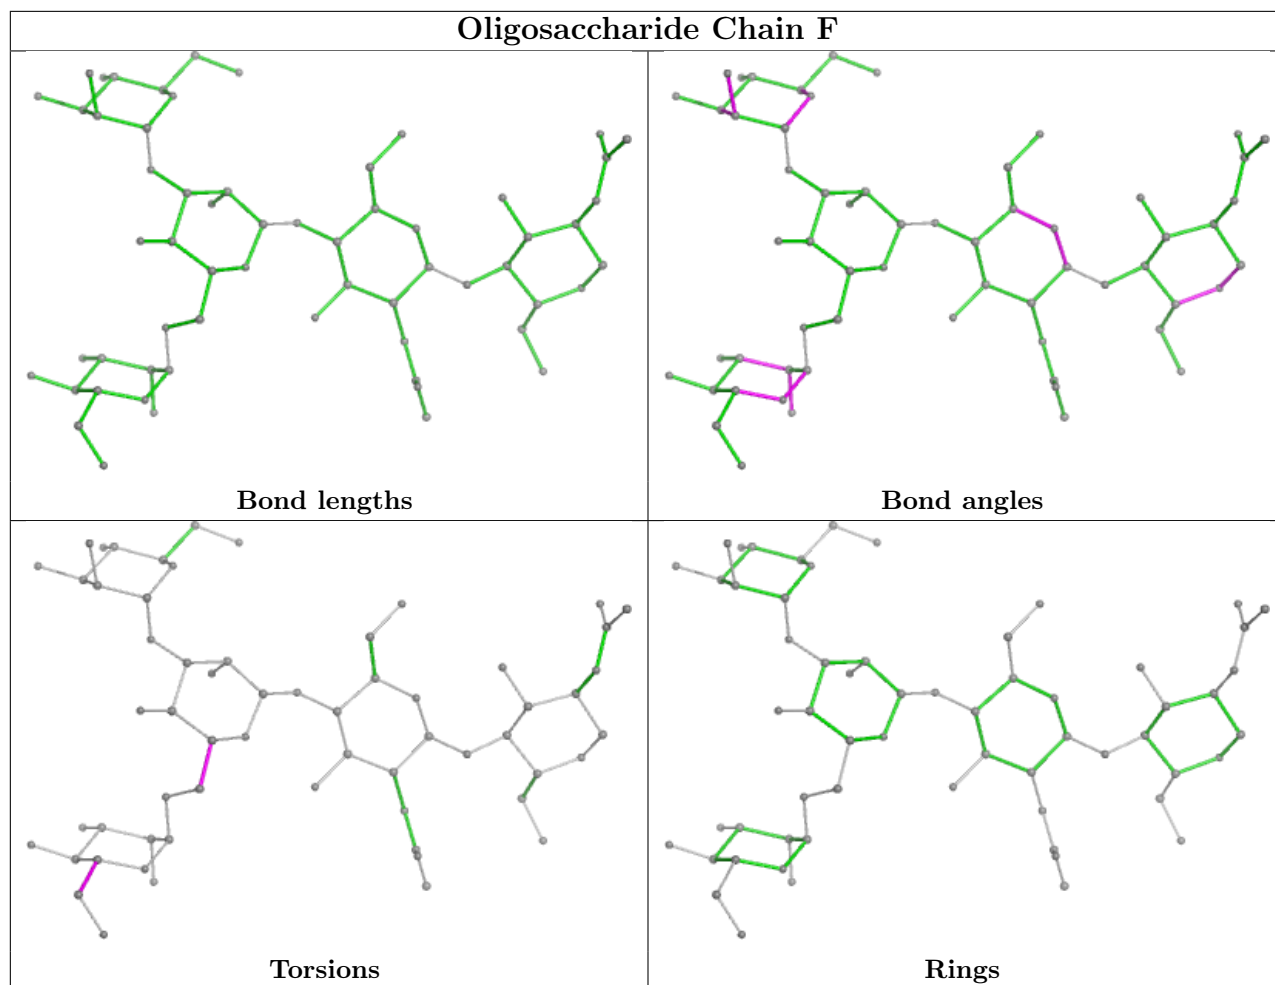 Oligosaccharide Chain F
Bond lengths
Bond angles
Torsions
Rings